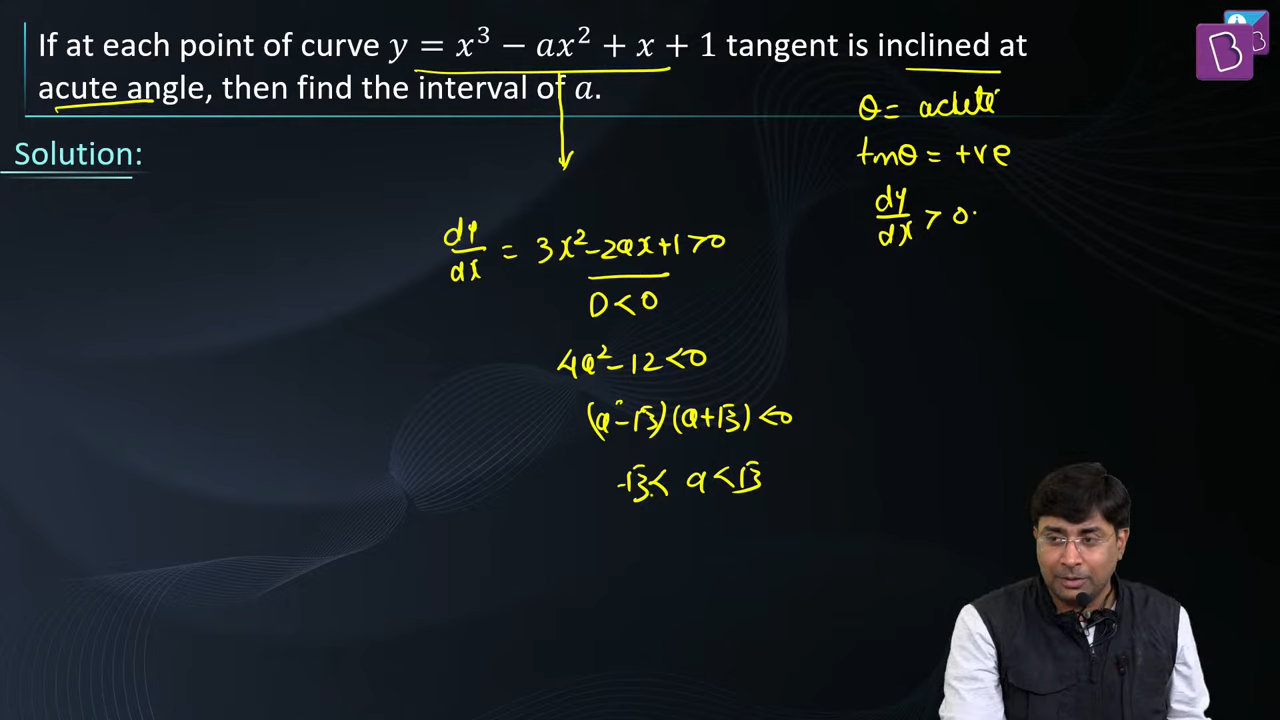 If at each point of curve y = x³ − ax² + x + 1 tangent is inclined at
acute angle, then find the interval of a.
Solution:
θ = acute
tanθ = +ve
dy/dx > 0.
dy/dx = 3x² − 2ax + 1 > 0
D < 0
4a² − 12 < 0
(a − √3)(a + √3) < 0
-√3 < a < √3
B